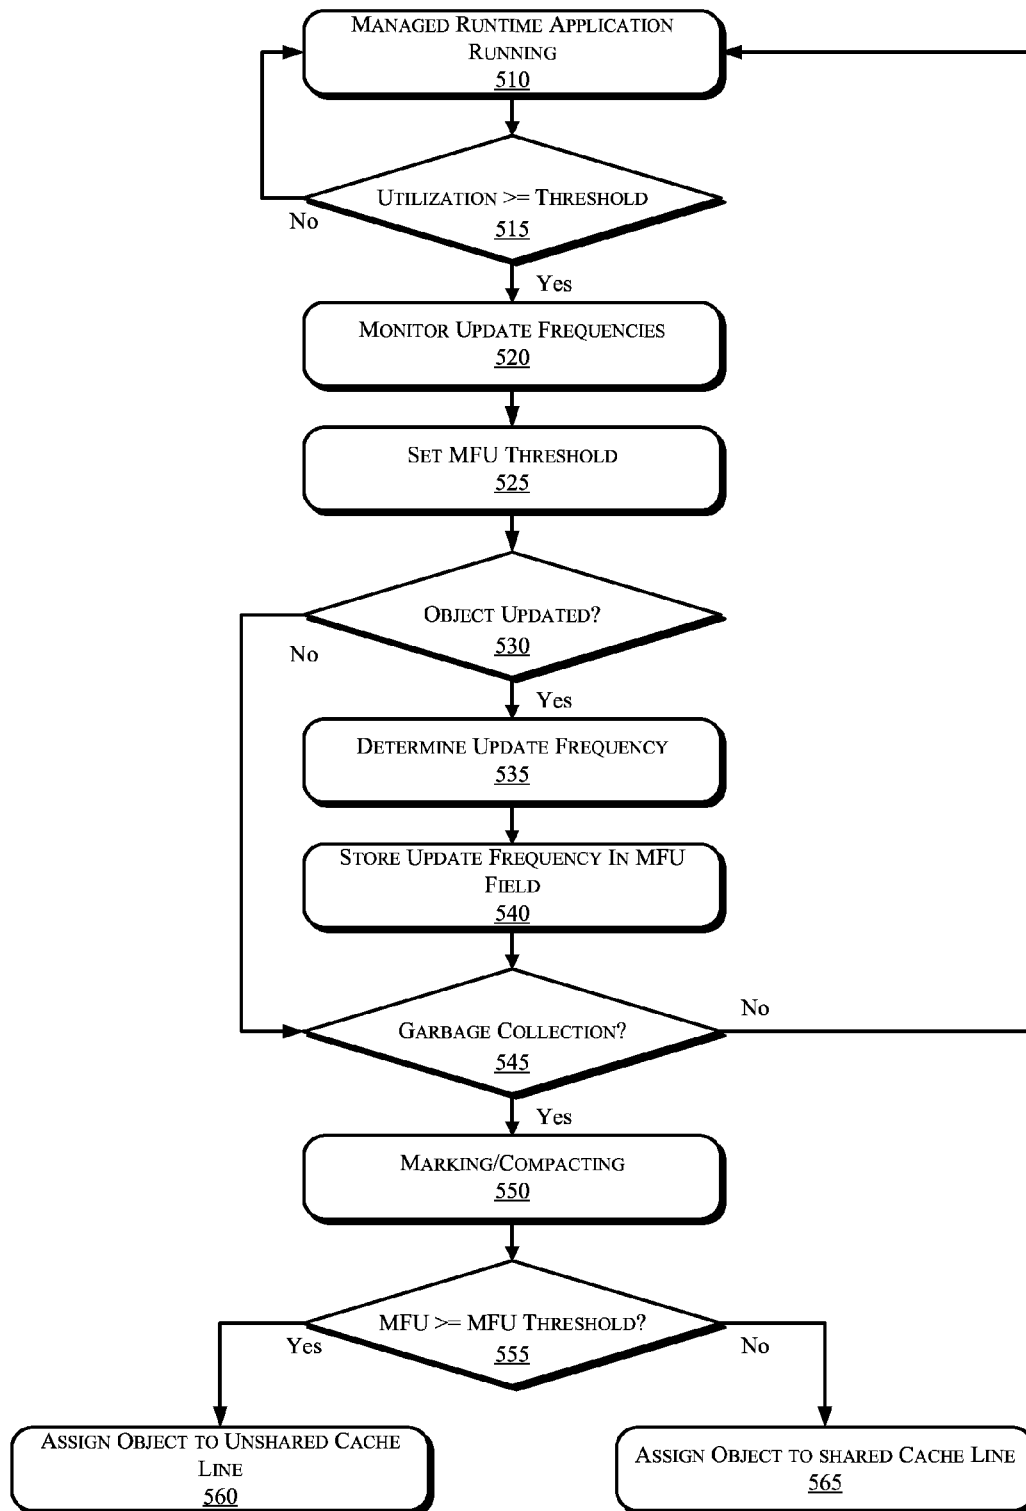 Managed Runtime Application
Running
510
Utilization >= Threshold
515
No
Yes
Monitor Update Frequencies
520
Set MFU Threshold
525
Object Updated?
530
No
Yes
Determine Update Frequency
535
Store Update Frequency In MFU
Field
540
Garbage Collection?
545
No
Yes
Marking/Compacting
550
MFU >= MFU Threshold?
555
Yes
No
Assign Object to Unshared Cache
Line
560
Assign Object to shared Cache Line
565